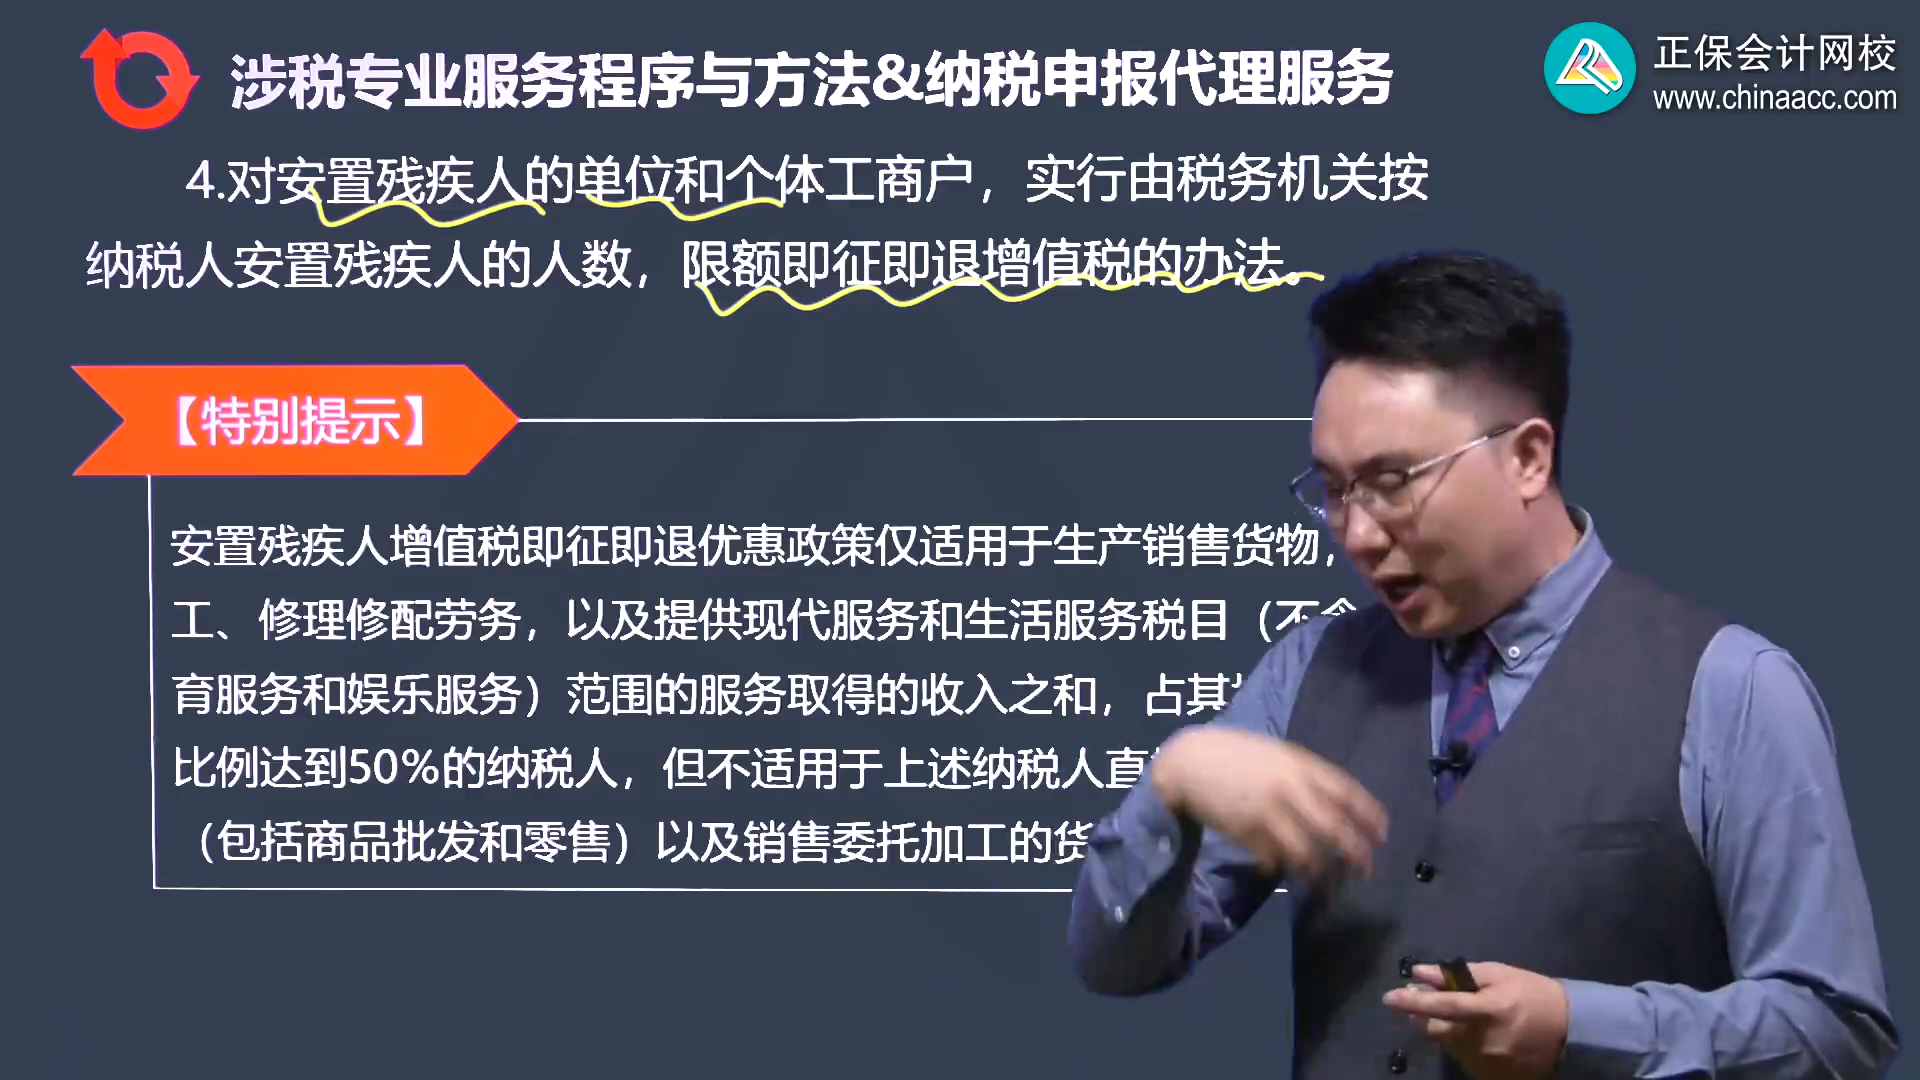 涉税专业服务程序与方法&纳税申报代理服务
正保会计网校
www.chinaacc.com
4.对安置残疾人的单位和个体工商户，实行由税务机关按
纳税人安置残疾人的人数，限额即征即退增值税的办法。
【特别提示】
安置残疾人增值税即征即退优惠政策仅适用于生产销售货物，
工、修理修配劳务，以及提供现代服务和生活服务税目（不含
育服务和娱乐服务）范围的服务取得的收入之和，占其
比例达到50%的纳税人，但不适用于上述纳税人直
（包括商品批发和零售）以及销售委托加工的货